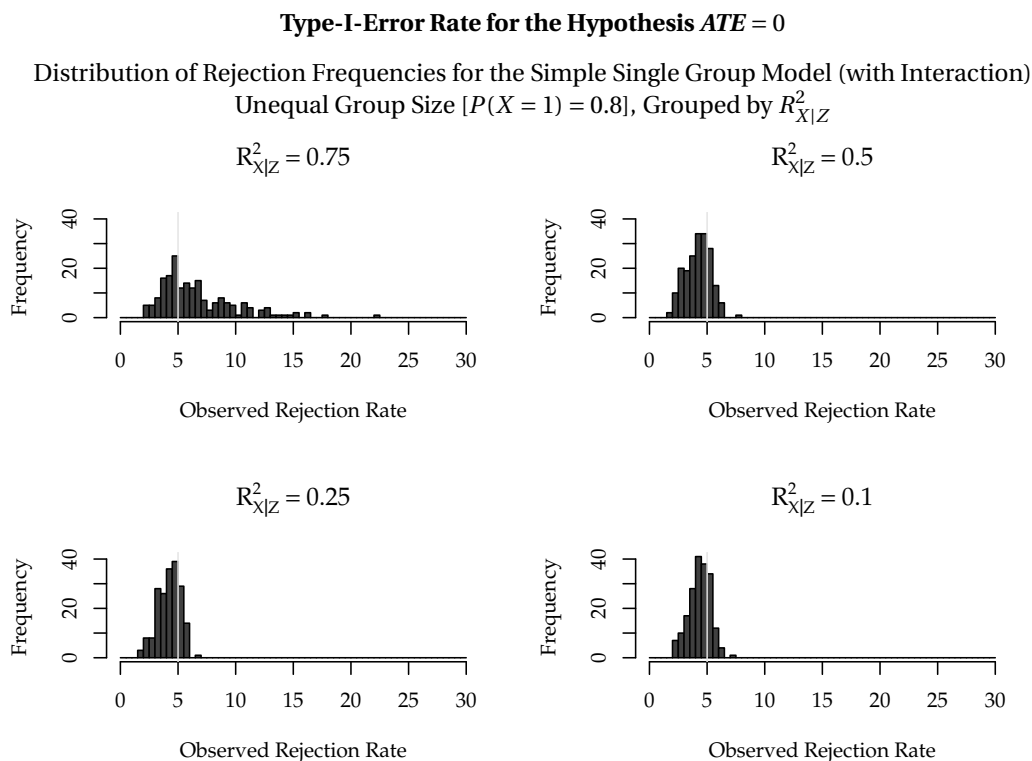 Type-I-Error Rate for the Hypothesis ATE = 0
Distribution of Rejection Frequencies for the Simple Single Group Model (with Interaction)
Unequal Group Size [P(X = 1) = 0.8], Grouped by R²X|Z
R²X|Z = 0.75
Frequency
0 20 40
0 5 10 15 20 25 30
Observed Rejection Rate
R²X|Z = 0.5
Frequency
0 20 40
0 5 10 15 20 25 30
Observed Rejection Rate
R²X|Z = 0.25
Frequency
0 20 40
0 5 10 15 20 25 30
Observed Rejection Rate
R²X|Z = 0.1
Frequency
0 20 40
0 5 10 15 20 25 30
Observed Rejection Rate